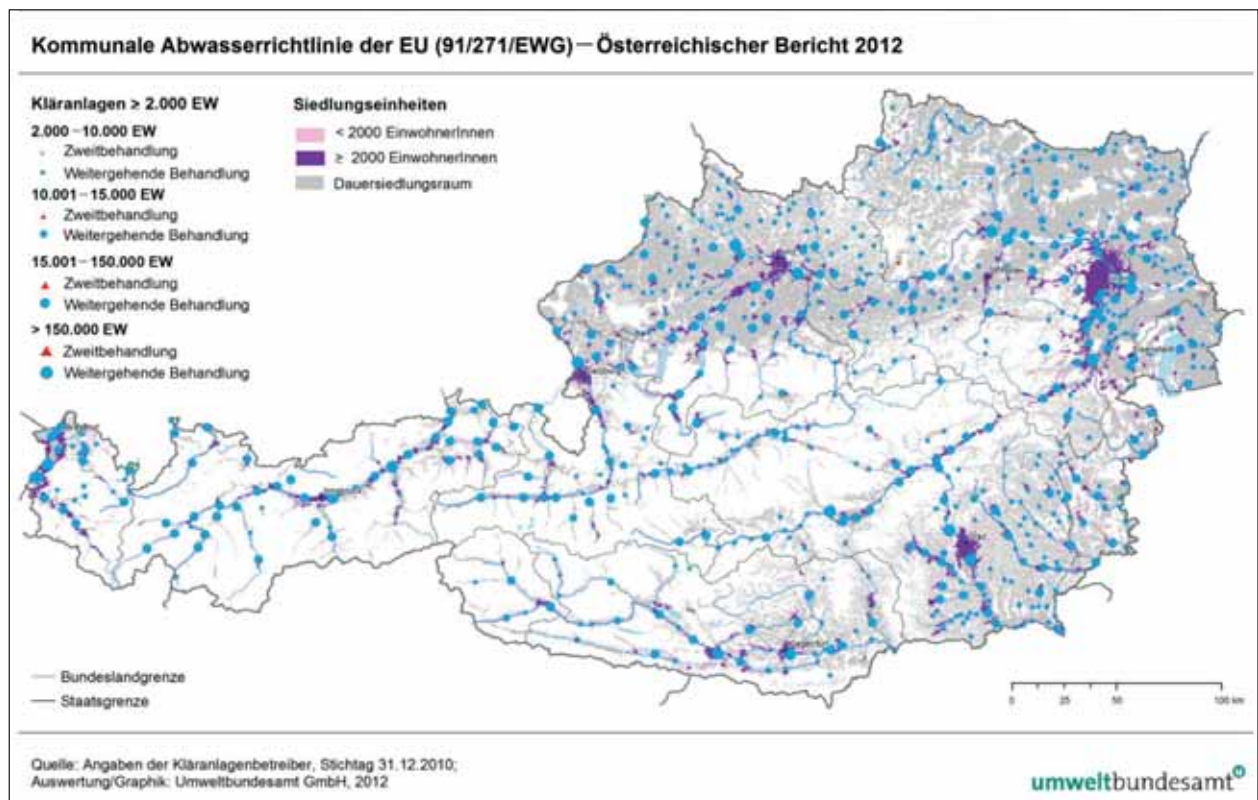 Kommunale Abwasserrichtlinie der EU (91/271/EWG) – Österreichischer Bericht 2012
Kläranlagen ≥ 2.000 EW
2.000 – 10.000 EW
Zweitbehandlung
Weitergehende Behandlung
10.001 – 15.000 EW
Zweitbehandlung
Weitergehende Behandlung
15.001 – 150.000 EW
Zweitbehandlung
Weitergehende Behandlung
> 150.000 EW
Zweitbehandlung
Weitergehende Behandlung
Siedlungseinheiten
< 2000 EinwohnerInnen
≥ 2000 EinwohnerInnen
Dauersiedlungsraum
Bundeslandgrenze
Staatsgrenze
0 25 50 100 km
Quelle: Angaben der Kläranlagenbetreiber, Stichtag 31.12.2010;
Auswertung/Graphik: Umweltbundesamt GmbH, 2012
umweltbundesamt